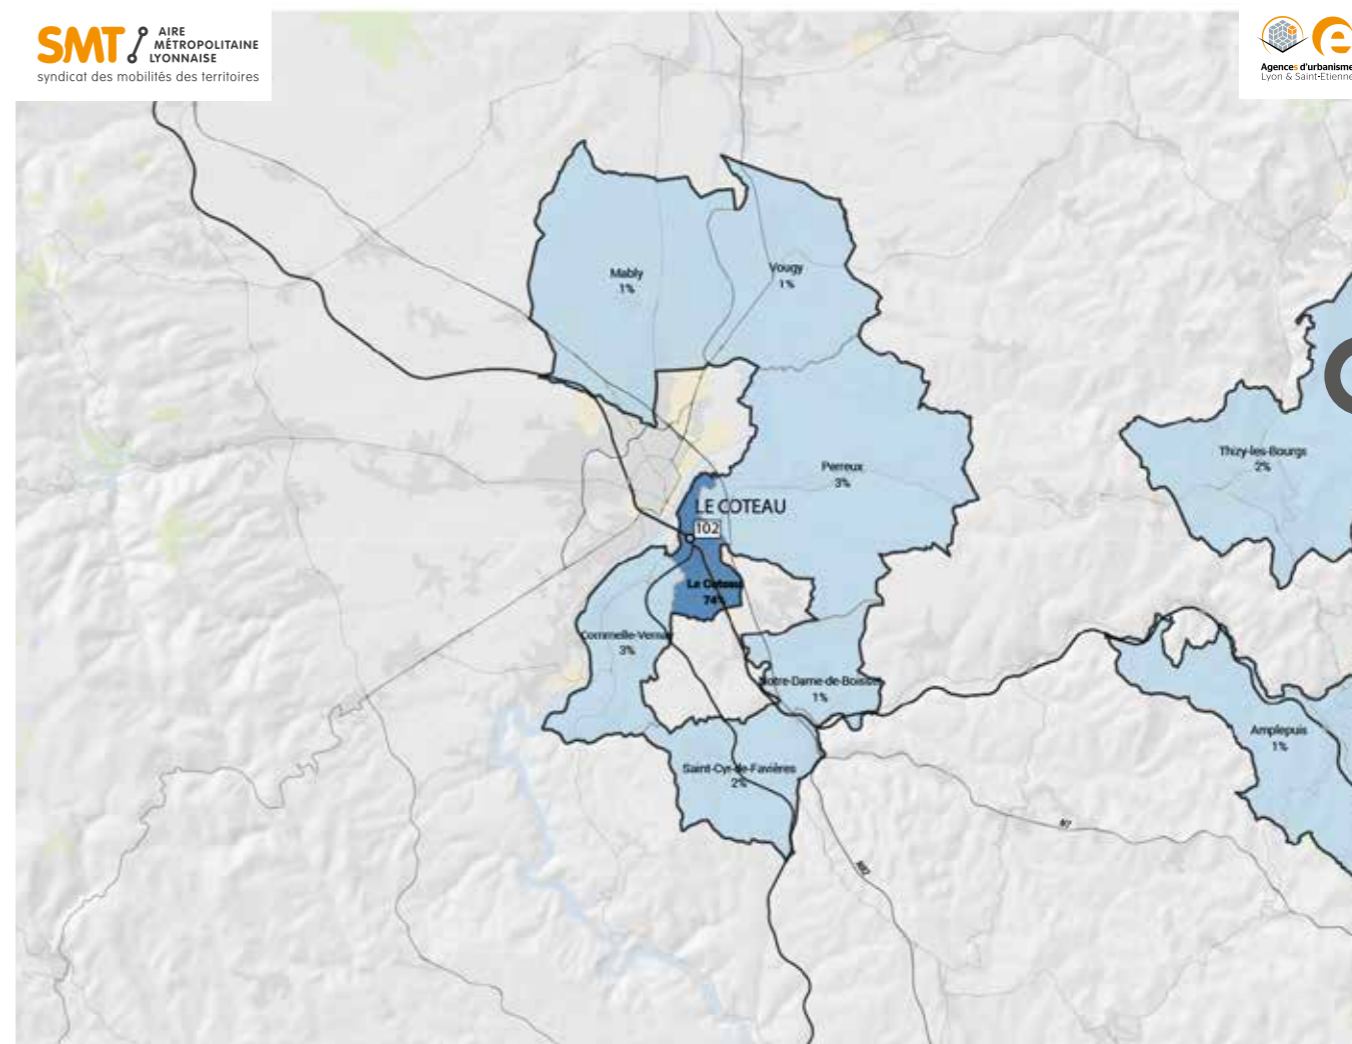 SMT AIRE
MÉTROPOLITAINE
LYONNAISE
syndicat des mobilités des territoires
Agences d'urbanisme
Lyon & Saint-Etienne
Mably
1%
Vougy
1%
Thizy-les-Bourgs
2%
Perreux
3%
LE COTEAU
102
Le Coteau
74%
Commelle-Vernay
3%
Notre-Dame-de-Boisset
1%
Amplepuis
1%
Saint-Cyr-de-Favières
2%
N7
N82